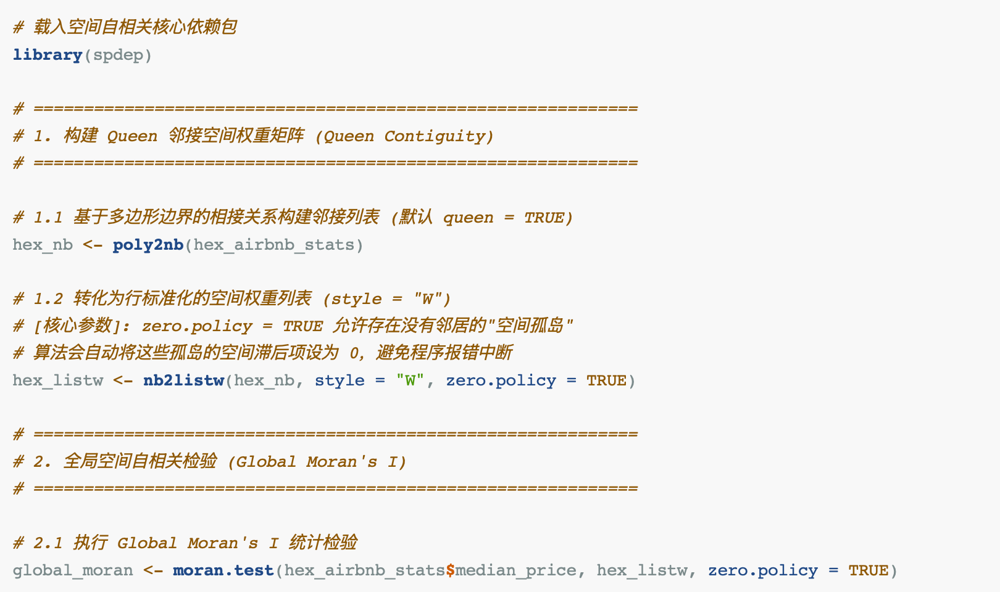 # 载入空间自相关核心依赖包
library(spdep)
# ============================================================
# 1. 构建 Queen 邻接空间权重矩阵 (Queen Contiguity)
# ============================================================
# 1.1 基于多边形边界的相接关系构建邻接列表 (默认 queen = TRUE)
hex_nb <- poly2nb(hex_airbnb_stats)
# 1.2 转化为行标准化的空间权重列表 (style = "W")
# [核心参数]: zero.policy = TRUE 允许存在没有邻居的"空间孤岛"
# 算法会自动将这些孤岛的空间滞后项设为 0, 避免程序报错中断
hex_listw <- nb2listw(hex_nb, style = "W", zero.policy = TRUE)
# ============================================================
# 2. 全局空间自相关检验 (Global Moran's I)
# ============================================================
# 2.1 执行 Global Moran's I 统计检验
global_moran <- moran.test(hex_airbnb_stats$median_price, hex_listw, zero.policy = TRUE)